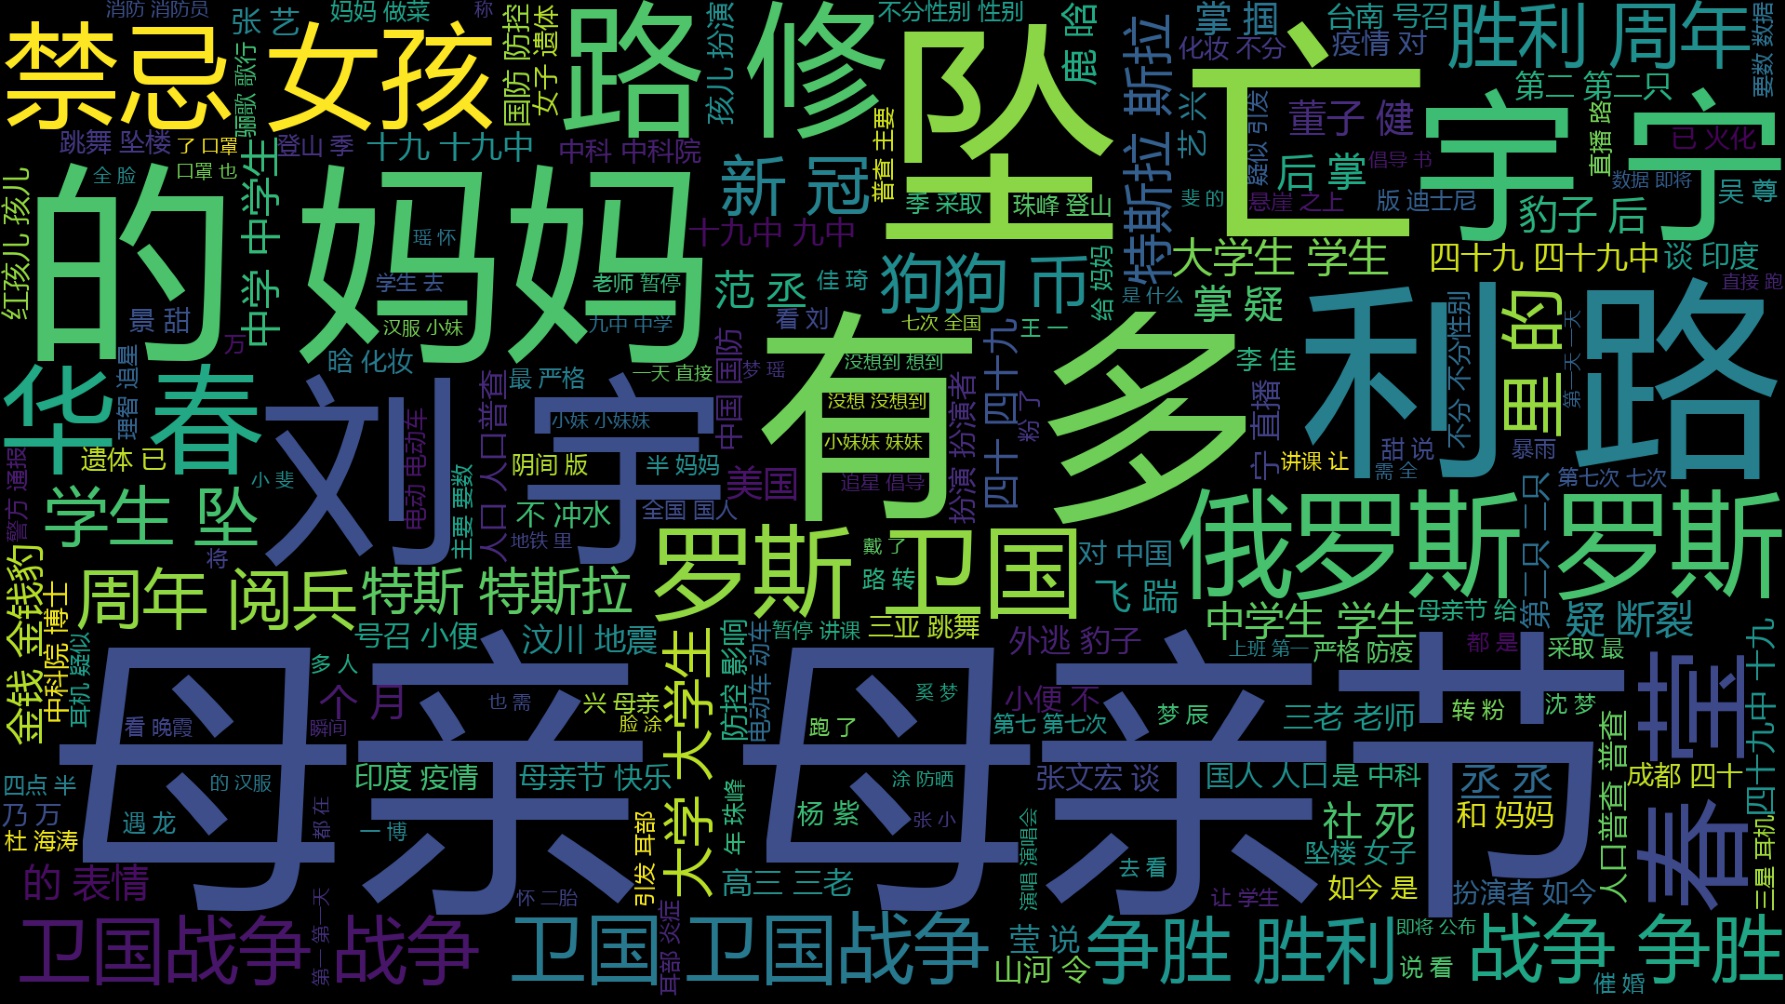 消防 消防员
张 艺
妈妈 做菜
称
不分性别 性别
鹿 晗
掌 掴
台南 号召
胜利 周年
要数 数据
禁忌 女孩
骊歌 歌行
国防 防控
女子 遗体
路 修
孩儿 扮演
坠 亡
特斯拉 斯拉
化妆 不分
疫情 对
艺 兴
疑似 引发
董子 健
第二 第二只
宇 宁
已 火化
直播 路
跳舞 坠楼
了 口罩
登山 季
十九 十九中
中科 中科院
新 冠
普查 主要
后 掌
倡导 书
全 脸
口罩 也
中学 中学生
的 妈妈
季 采取
珠峰 登山
斐 的
悬崖 之上
版 迪士尼
数据 即将
吴 尊
红孩儿 孩儿
瑶 怀
十九中 九中
豹子 后
大学生 学生
四十九 四十九中
谈 印度
学生 去
老师 暂停
范 丞
佳 琦
狗狗 币
给 妈妈
是 什么
掌 疑
直接 跑
景 甜
汉服 小妹
九中 中学
看 刘
七次 全国
王 一
有 多
利 路
里 的
不分 不分性别
第一天 一天
万
晗 化妆
国防
梦 瑶
没想到 想到
李 佳
华 春
理智 追星
刘 宇
最 严格
一天 直接
中国
没想 没想到
扮演 扮演者
四十 四十九
粉 了
宁 直播
人口 人口普查
电动 电动车
小妹 小妹妹
小妹妹 妹妹
甜 说
暴雨
遗体 已
小 斐
阴间 版
半 妈妈
美国
追星 倡导
讲课 让
需 全
第七次 七次
警方 通报
学生 坠
主要 要数
不 冲水
全国 国人
俄罗斯 罗斯
第二只 二只
将
地铁 里
罗斯 卫国
戴 了
对 中国
金钱 金钱豹
周年 阅兵
特斯 特斯拉
路 转
飞 踹
中科院 博士
耳机 疑似
号召 小便
汶川 地震
大学 大学生
防控 影响
电动车 动车
暂停 讲课
三亚 跳舞
外逃 豹子
中学生 学生
母亲节 给
疑 断裂
上班 第一
严格 防疫
都 是
采取 最
四十九中 十九
母亲 母亲节
多 人
个 月
也 需
兴 母亲
奚 梦
小便 不
春 莹
看 晚霞
瞬间
脸 涂
跑 了
第七 第七次
梦 辰
三老 老师
转 粉
沈 梦
人口普查 普查
四点 半
的 汉服
印度 疫情
母亲节 快乐
涂 防晒
张文宏 谈
国人 人口
是 中科
丞 丞
成都 四十
乃 万
遇 龙
都 在
年 珠峰
杨 紫
张 小
社 死
和 妈妈
杜 海涛
一 博
引发 耳部
演唱 演唱会
去 看
坠楼 女子
三星 耳机
的 表情
怀 二胎
高三 三老
让 学生
如今 是
扮演者 如今
卫国战争 战争
第一 第一天
耳部 炎症
卫国 卫国战争
莹 说
争胜 胜利
即将 公布
战争 争胜
山河 令
说 看
催 婚